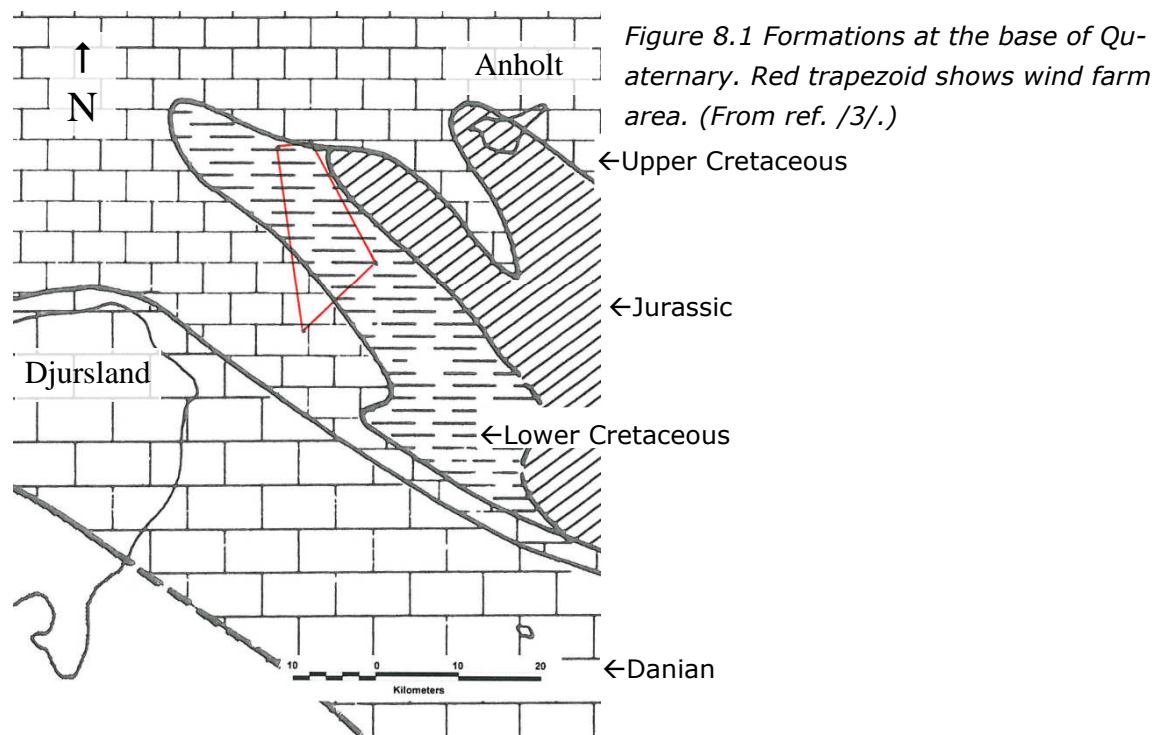 Figure 8.1 Formations at the base of Qu-
aternary. Red trapezoid shows wind farm
area. (From ref. /3/.)
↑
N
Anholt
←Upper Cretaceous
←Jurassic
Djursland
←Lower Cretaceous
←Danian
10 0 10 20
Kilometers